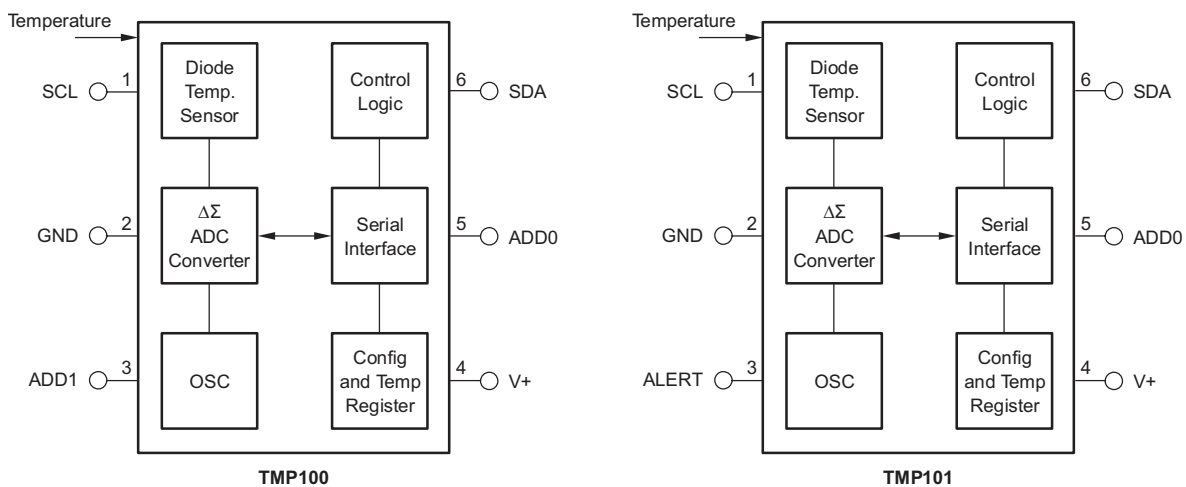 Temperature
SCL
1
Diode
Temp.
Sensor
Control
Logic
6
SDA
GND
2
ΔΣ
ADC
Converter
Serial
Interface
5
ADD0
ADD1
3
OSC
Config
and Temp
Register
4
V+
TMP100
Temperature
SCL
1
Diode
Temp.
Sensor
Control
Logic
6
SDA
GND
2
ΔΣ
ADC
Converter
Serial
Interface
5
ADD0
ALERT
3
OSC
Config
and Temp
Register
4
V+
TMP101